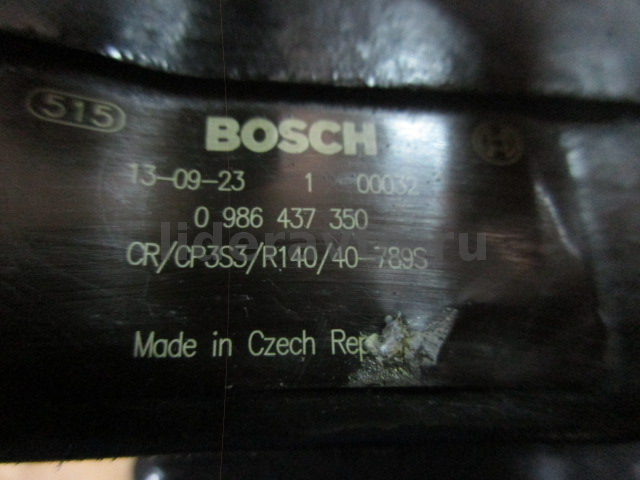 515 BOSCH
13-09-23 1 00032
0 986 437 350
CR/CP3S3/R140/40-789S
Made in Czech